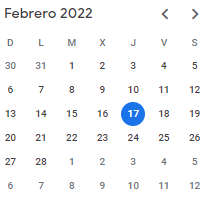 Febrero 2022
D L M X J V S
30 31 1 2 3 4 5
6 7 8 9 10 11 12
13 14 15 16 17 18 19
20 21 22 23 24 25 26
27 28 1 2 3 4 5
6 7 8 9 10 11 12